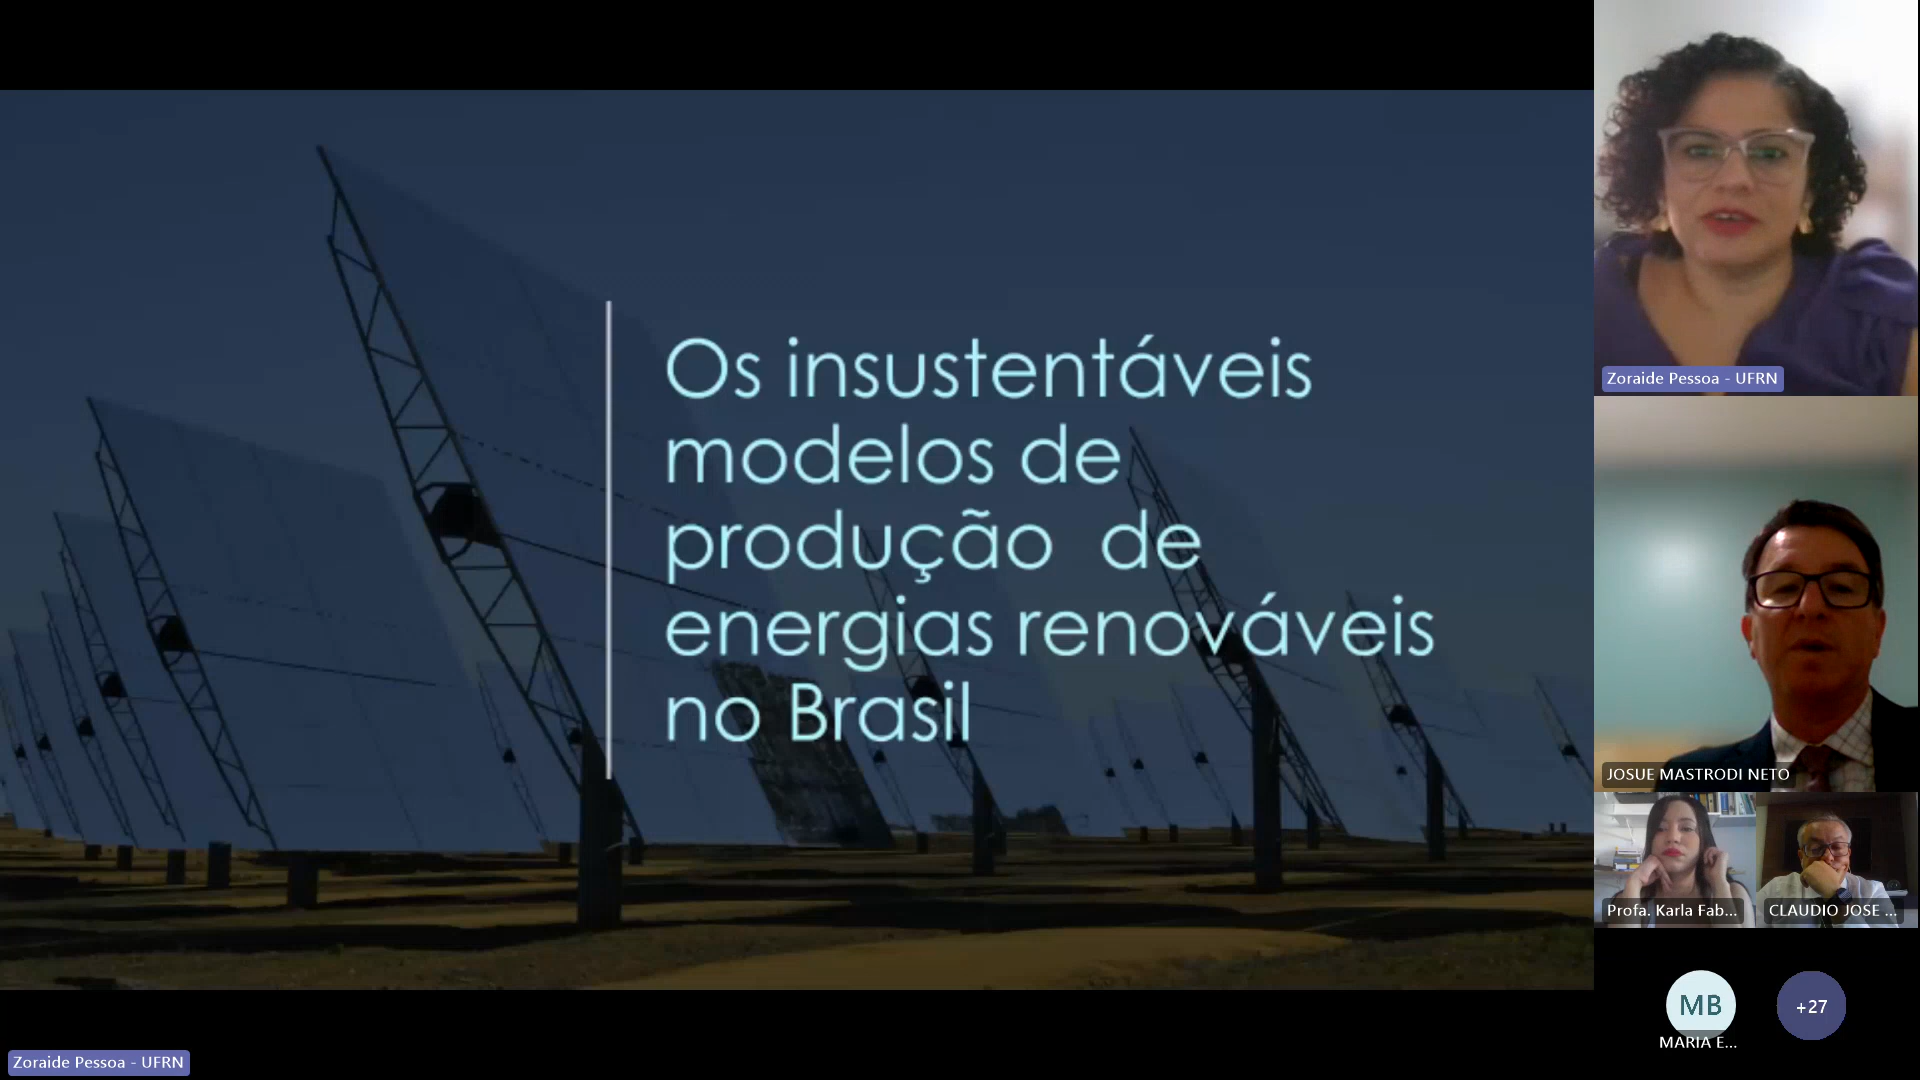 Os insustentáveis
modelos de
produção de
energias renováveis
no Brasil
Zoraide Pessoa - UFRN
JOSUE MASTRODI NETO
Profa. Karla Fab...
CLAUDIO JOSE ...
MB
MARIA E...
+27
Zoraide Pessoa - UFRN